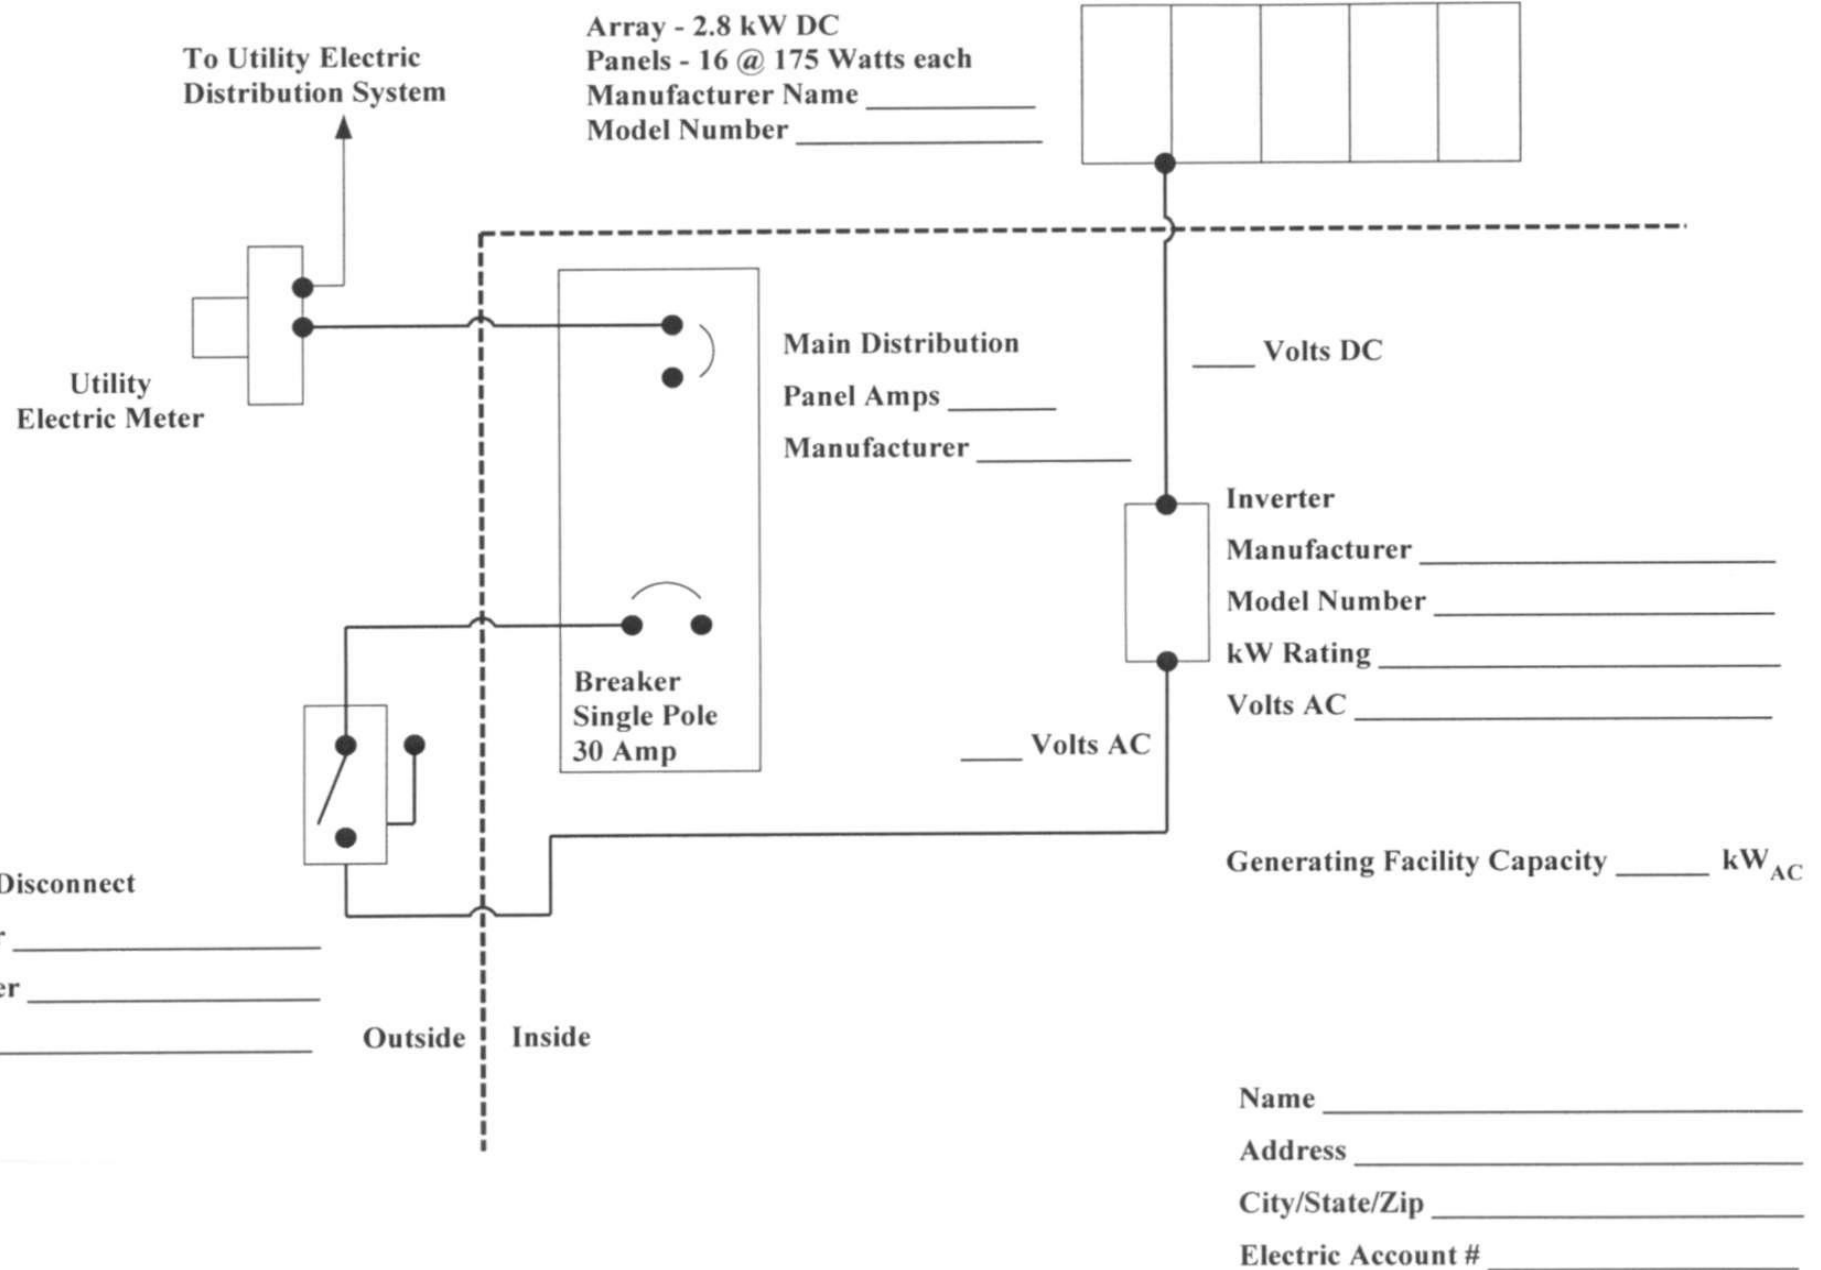 To Utility Electric
Distribution System
Array - 2.8 kW DC
Panels - 16 @ 175 Watts each
Manufacturer Name
Model Number
Utility
Electric Meter
Main Distribution
Panel Amps
Manufacturer
Volts DC
Inverter
Manufacturer
Model Number
kW Rating
Volts AC
Breaker
Single Pole
30 Amp
Volts AC
Generating Facility Capacity kW AC
Disconnect
r
er
Outside Inside
Name
Address
City/State/Zip
Electric Account #